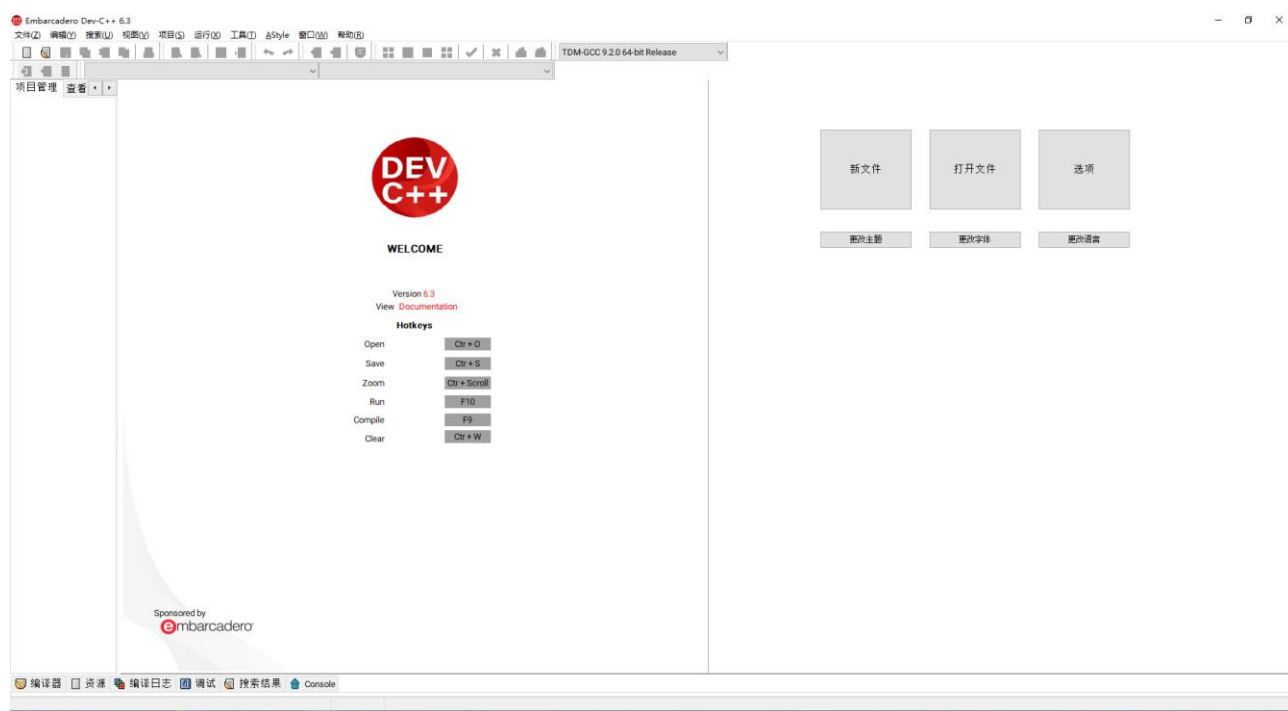 Embarcadero Dev-C++ 6.3
文件(Z) 编辑(Y) 搜索(U) 视图(V) 项目(S) 运行(X) 工具(T) AStyle 窗口(W) 帮助(R)
TDM-GCC 9.2.0 64-bit Release
项目管理 查看
DEV
C++
新文件 打开文件 选项
更改主题 更改字体 更改语言
WELCOME
Version 6.3
View Documentation
Hotkeys
Open Ctr + O
Save Ctr + S
Zoom Ctr + Scroll
Run F10
Compile F9
Clear Ctr + W
Sponsored by
embarcadero
编译器 资源 编译日志 调试 搜索结果 Console